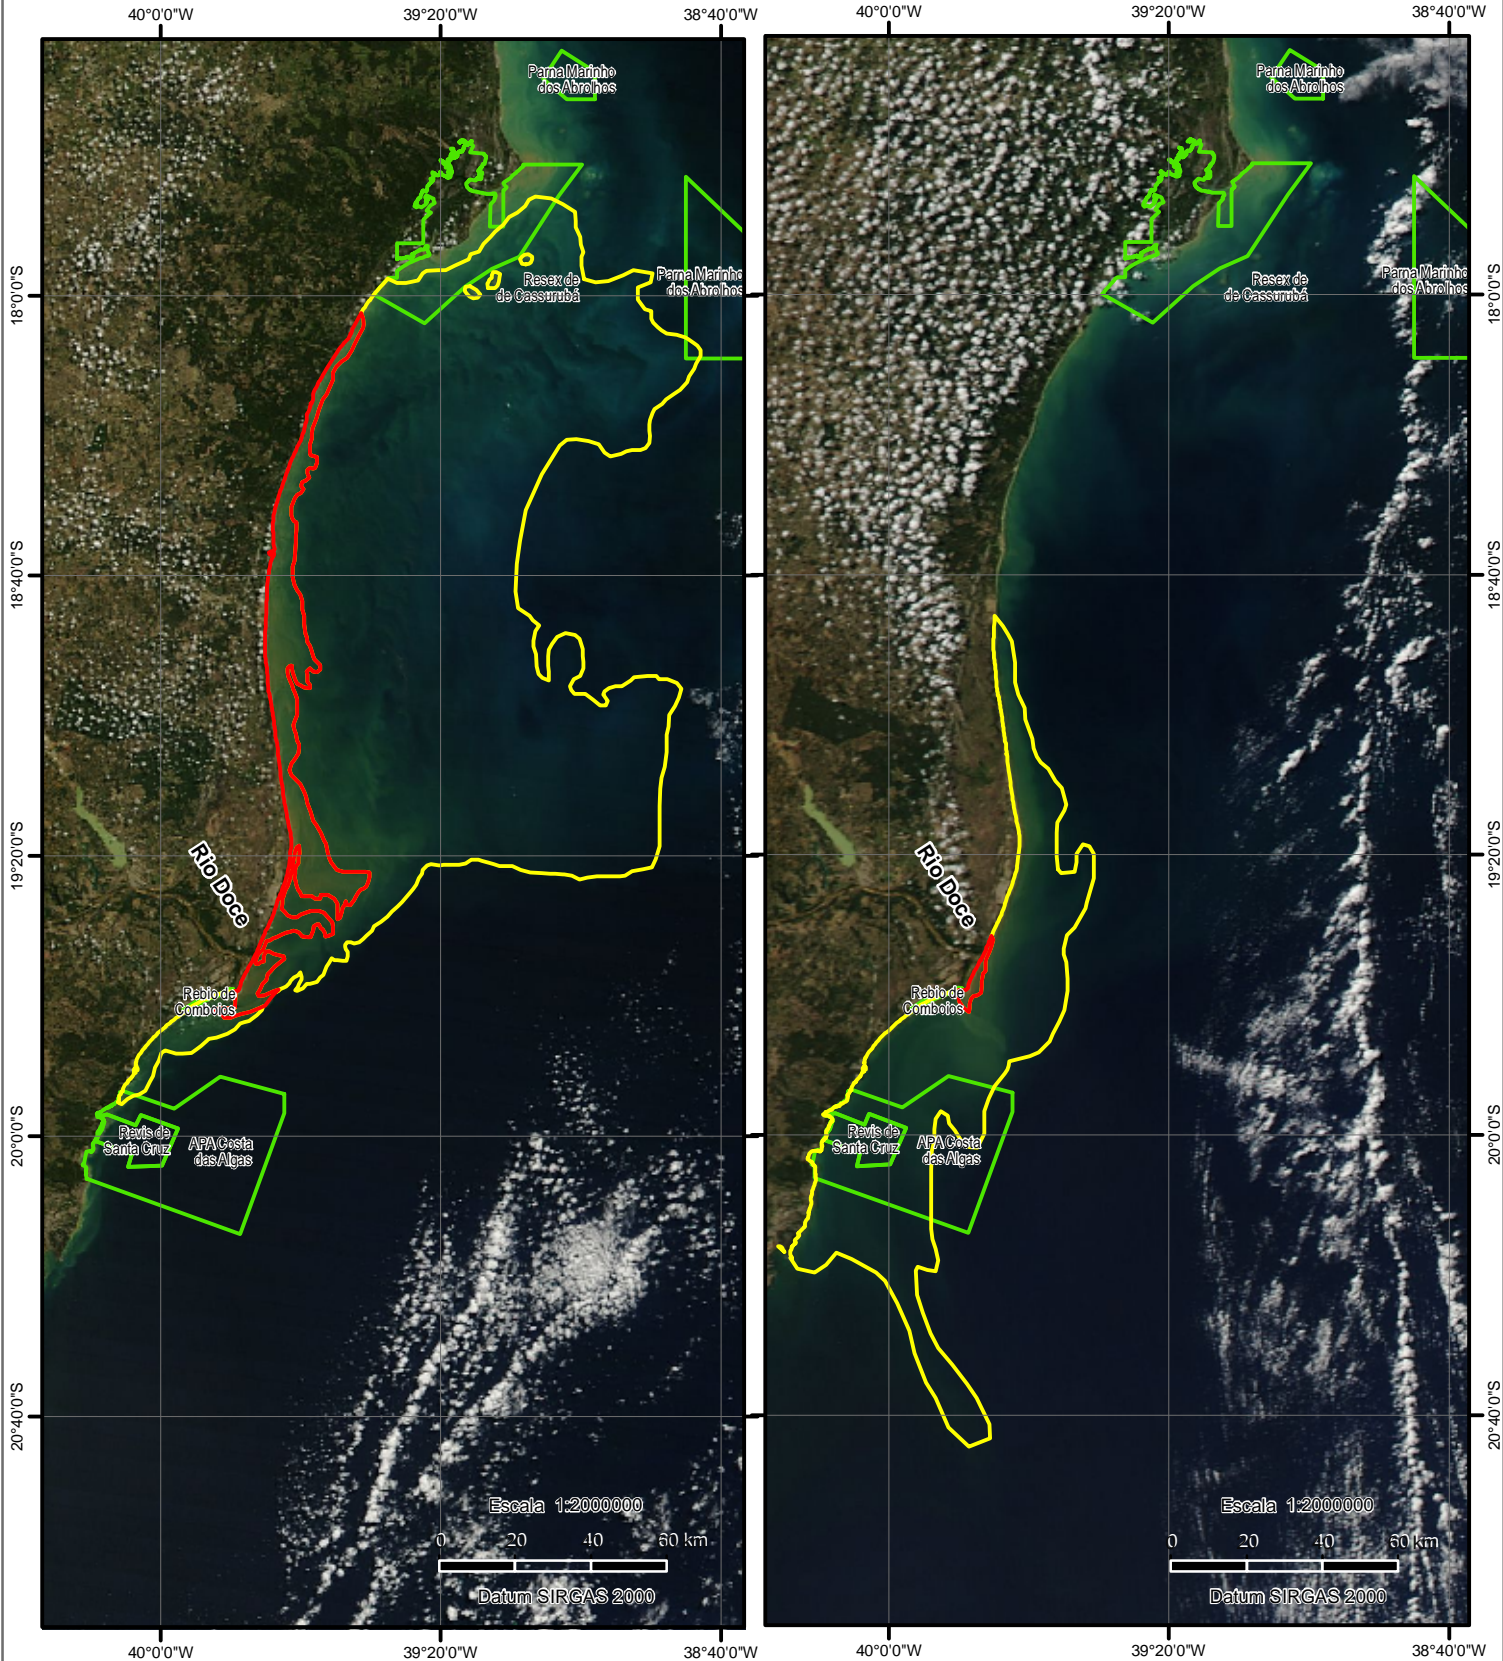 40°0'0"W
39°20'0"W
38°40'0"W
40°0'0"W
39°20'0"W
38°40'0"W
Parna Marinho
dos Abrolhos
Resex de
de Cassurubá
Parna Marinho
dos Abrolhos
Rio Doce
Rebio de
Comboios
Revis de
Santa Cruz
APA Costa
das Algas
Escala 1:2000000
0 20 40 60 km
Datum SIRGAS 2000
18°0'0"S
18°40'0"S
19°20'0"S
20°0'0"S
20°40'0"S
Parna Marinho
dos Abrolhos
Resex de
de Cassurubá
Parna Marinho
dos Abrolhos
Rio Doce
Rebio de
Comboios
Revis de
Santa Cruz
APA Costa
das Algas
Escala 1:2000000
0 20 40 60 km
Datum SIRGAS 2000
18°0'0"S
18°40'0"S
19°20'0"S
20°0'0"S
20°40'0"S
40°0'0"W
39°20'0"W
38°40'0"W
40°0'0"W
39°20'0"W
38°40'0"W